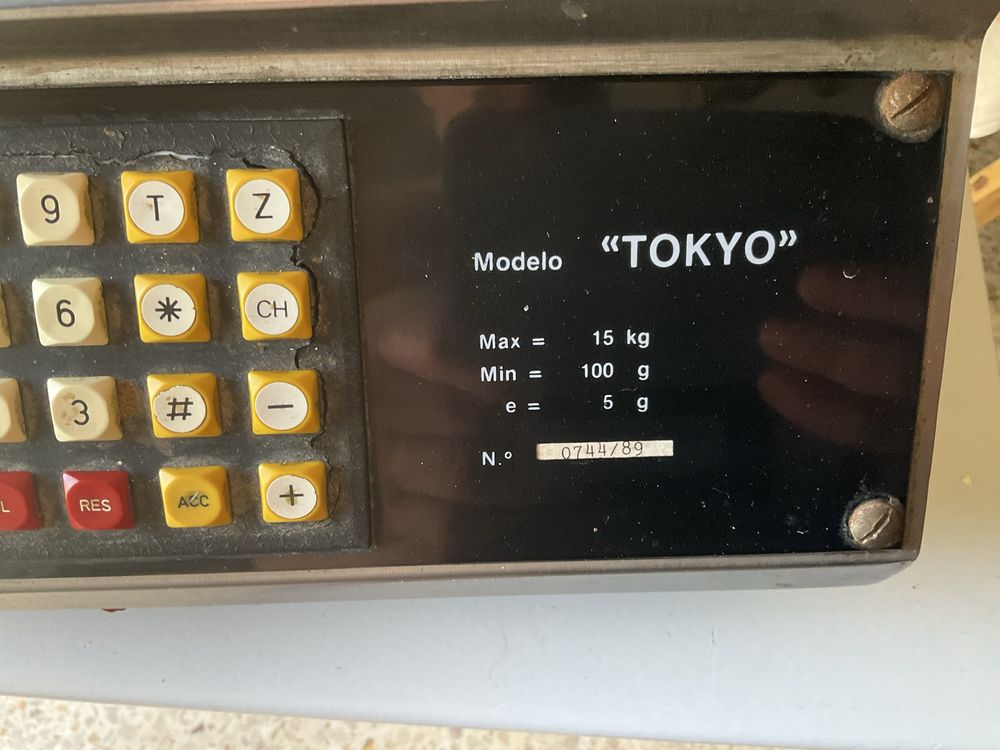 9 T Z
6 * CH
3 # −
L RES ACC +
Modelo “TOKYO”
Max = 15 kg
Min = 100 g
e = 5 g
N.º 0744/89